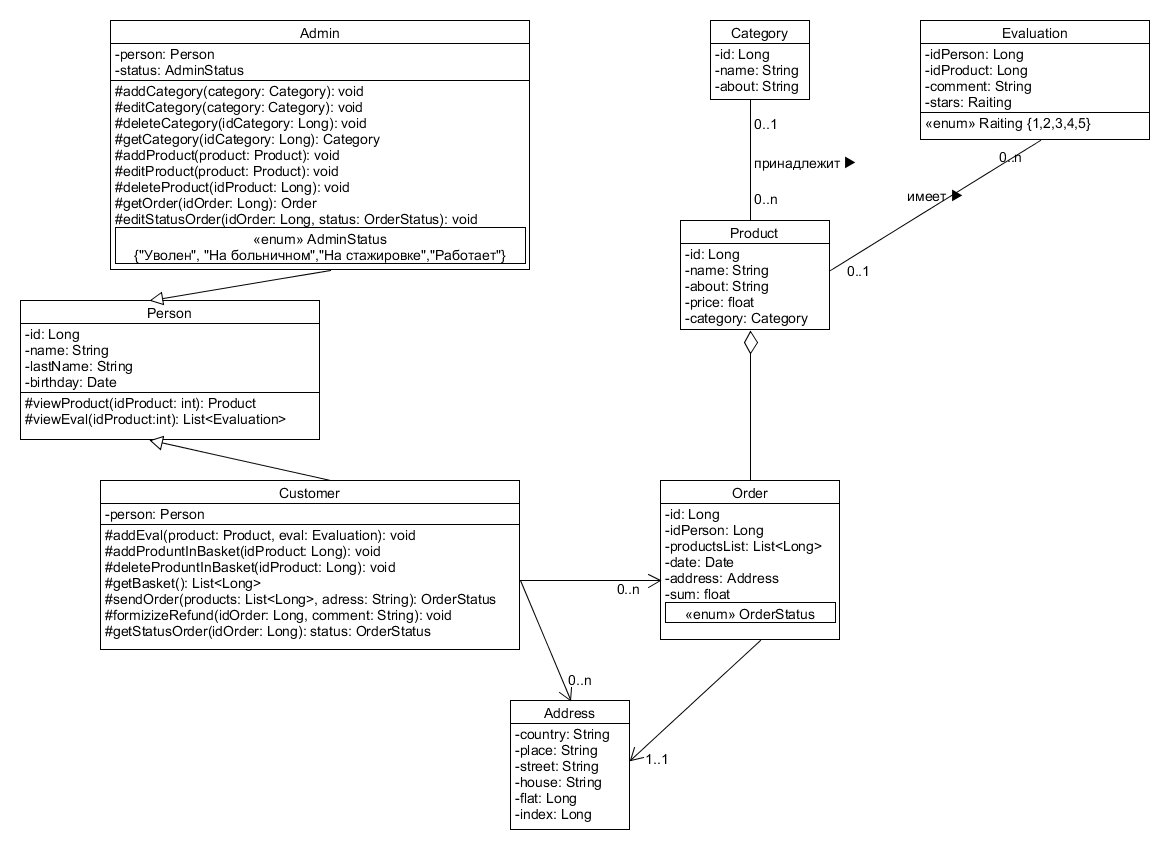 Admin
-person: Person
-status: AdminStatus
#addCategory(category: Category): void
#editCategory(category: Category): void
#deleteCategory(idCategory: Long): void
#getCategory(idCategory: Long): Category
#addProduct(product: Product): void
#editProduct(product: Product): void
#deleteProduct(idProduct: Long): void
#getOrder(idOrder: Long): Order
#editStatusOrder(idOrder: Long, status: OrderStatus): void
«enum» AdminStatus
{"Уволен", "На больничном","На стажировке","Работает"}
Category
-id: Long
-name: String
-about: String
Evaluation
-idPerson: Long
-idProduct: Long
-comment: String
-stars: Raiting
«enum» Raiting {1,2,3,4,5}
0..1
принадлежит ▶
0..n
0..n
имеет ▶
0..1
Product
-id: Long
-name: String
-about: String
-price: float
-category: Category
Person
-id: Long
-name: String
-lastName: String
-birthday: Date
#viewProduct(idProduct: int): Product
#viewEval(idProduct:int): List<Evaluation>
Customer
-person: Person
#addEval(product: Product, eval: Evaluation): void
#addProduntInBasket(idProduct: Long): void
#deleteProduntInBasket(idProduct: Long): void
#getBasket(): List<Long>
#sendOrder(products: List<Long>, adress: String): OrderStatus
#formizizeRefund(idOrder: Long, comment: String): void
#getStatusOrder(idOrder: Long): status: OrderStatus
0..n
Order
-id: Long
-idPerson: Long
-productsList: List<Long>
-date: Date
-address: Address
-sum: float
«enum» OrderStatus
0..n
1..1
Address
-country: String
-place: String
-street: String
-house: String
-flat: Long
-index: Long